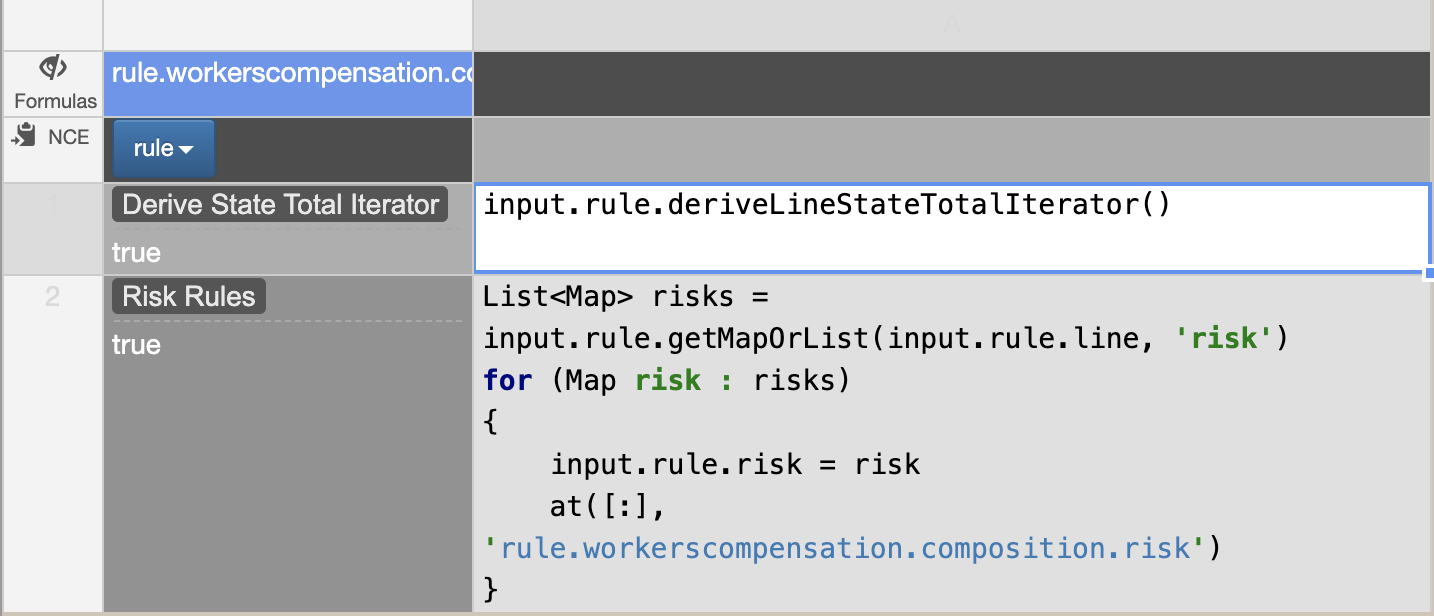 A
Formulas
rule.workerscompensation.co
NCE
rule
1
Derive State Total Iterator
true
input.rule.deriveLineStateTotalIterator()
2
Risk Rules
true
List<Map> risks =
input.rule.getMapOrList(input.rule.line, 'risk')
for (Map risk : risks)
{
    input.rule.risk = risk
    at([:],
'rule.workerscompensation.composition.risk')
}